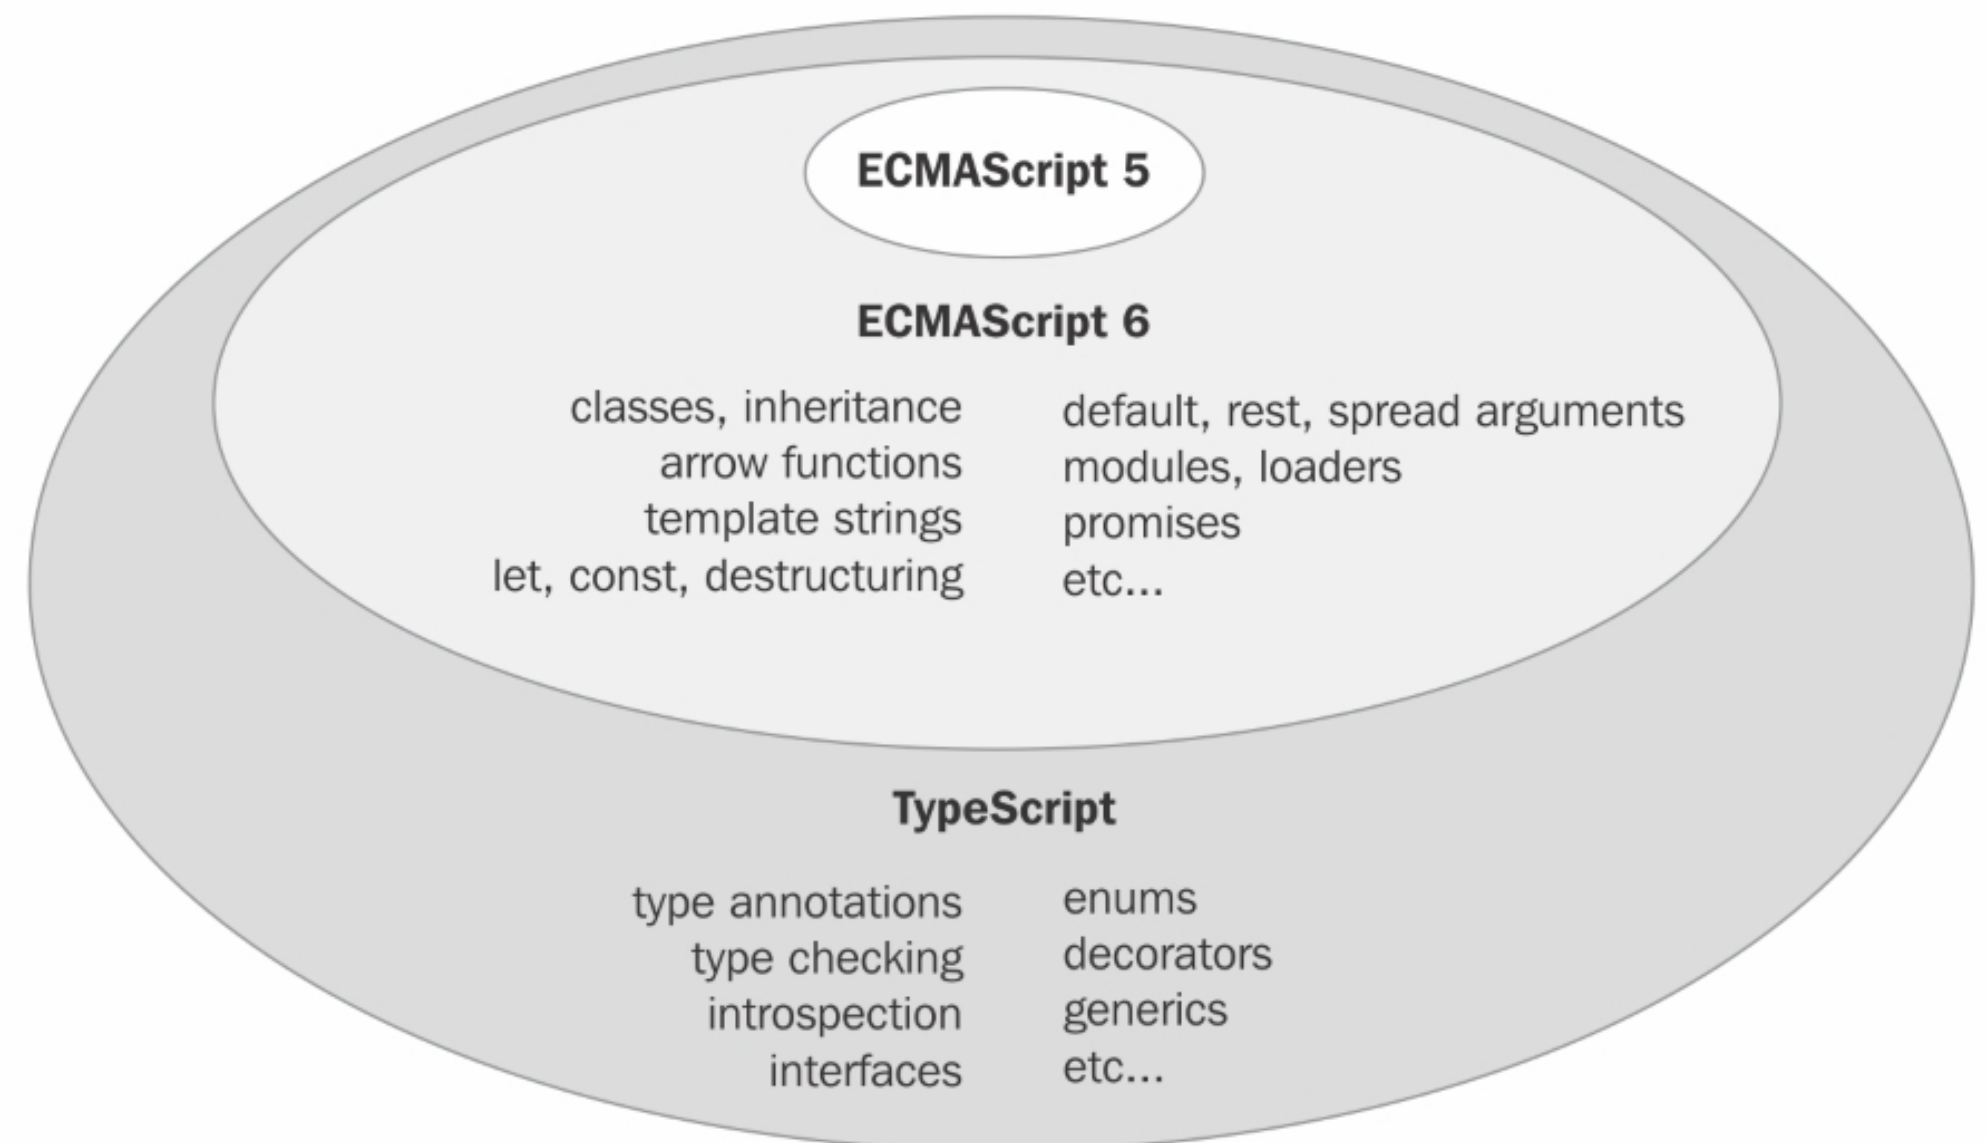 ECMAScript 5
ECMAScript 6
classes, inheritance
arrow functions
template strings
let, const, destructuring
default, rest, spread arguments
modules, loaders
promises
etc...
TypeScript
type annotations
type checking
introspection
interfaces
enums
decorators
generics
etc...